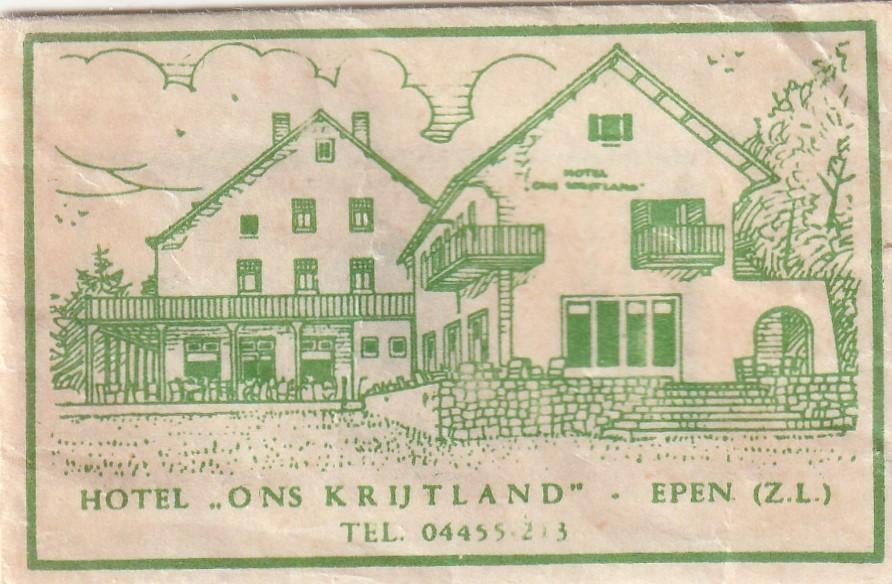 HOTEL
"ONS KRIJTLAND"
HOTEL „ONS KRIJTLAND" - EPEN (Z.L.)
TEL. 04455-213